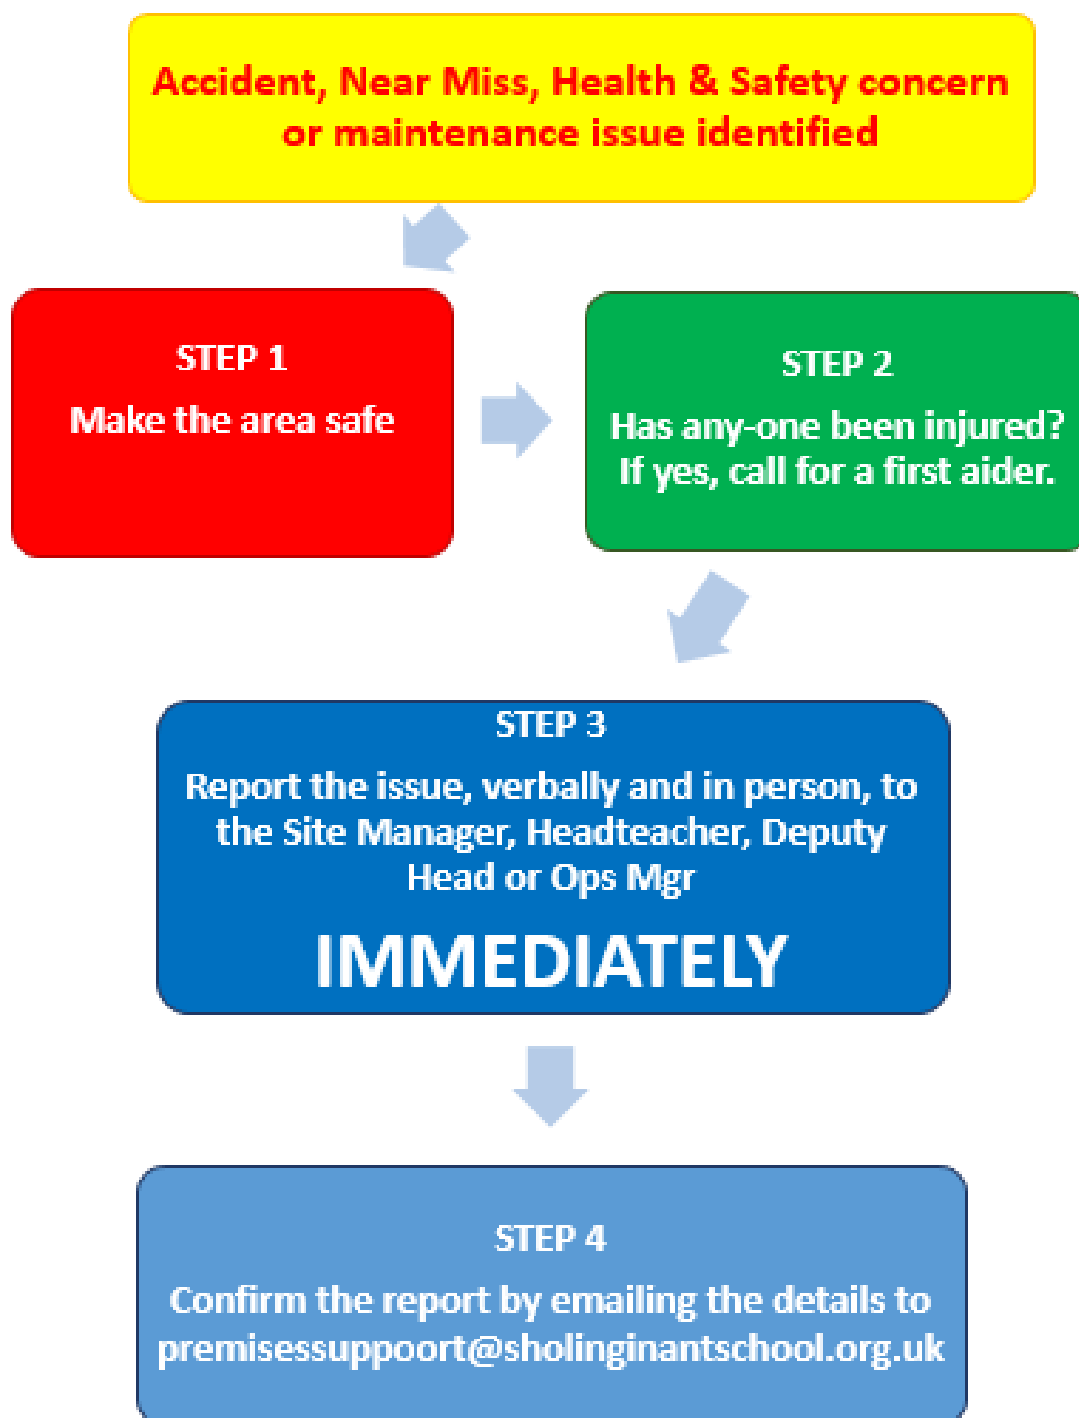 Accident, Near Miss, Health & Safety concern
or maintenance issue identified
STEP 1
Make the area safe
STEP 2
Has any-one been injured?
If yes, call for a first aider.
STEP 3
Report the issue, verbally and in person, to
the Site Manager, Headteacher, Deputy
Head or Ops Mgr
IMMEDIATELY
STEP 4
Confirm the report by emailing the details to
premisessuppoort@sholinginantschool.org.uk